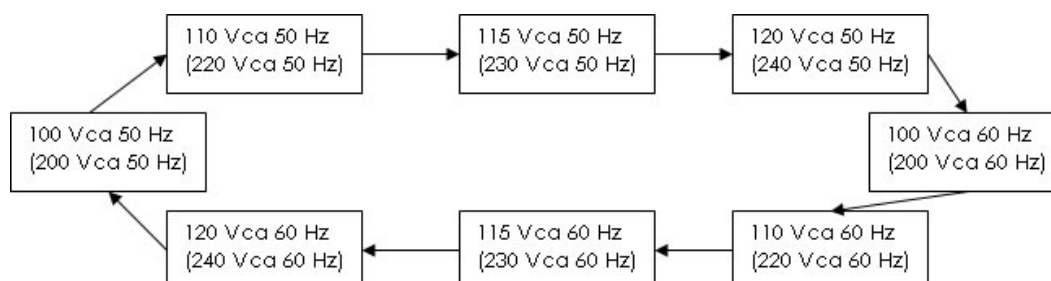 110 Vca 50 Hz
(220 Vca 50 Hz)
115 Vca 50 Hz
(230 Vca 50 Hz)
120 Vca 50 Hz
(240 Vca 50 Hz)
100 Vca 50 Hz
(200 Vca 50 Hz)
100 Vca 60 Hz
(200 Vca 60 Hz)
120 Vca 60 Hz
(240 Vca 60 Hz)
115 Vca 60 Hz
(230 Vca 60 Hz)
110 Vca 60 Hz
(220 Vca 60 Hz)